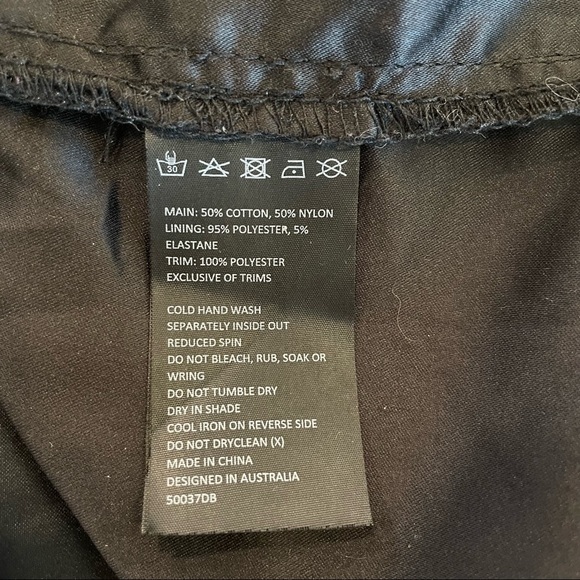 30
MAIN: 50% COTTON, 50% NYLON
LINING: 95% POLYESTER, 5%
ELASTANE
TRIM: 100% POLYESTER
EXCLUSIVE OF TRIMS
COLD HAND WASH
SEPARATELY INSIDE OUT
REDUCED SPIN
DO NOT BLEACH, RUB, SOAK OR
WRING
DO NOT TUMBLE DRY
DRY IN SHADE
COOL IRON ON REVERSE SIDE
DO NOT DRYCLEAN (X)
MADE IN CHINA
DESIGNED IN AUSTRALIA
50037DB